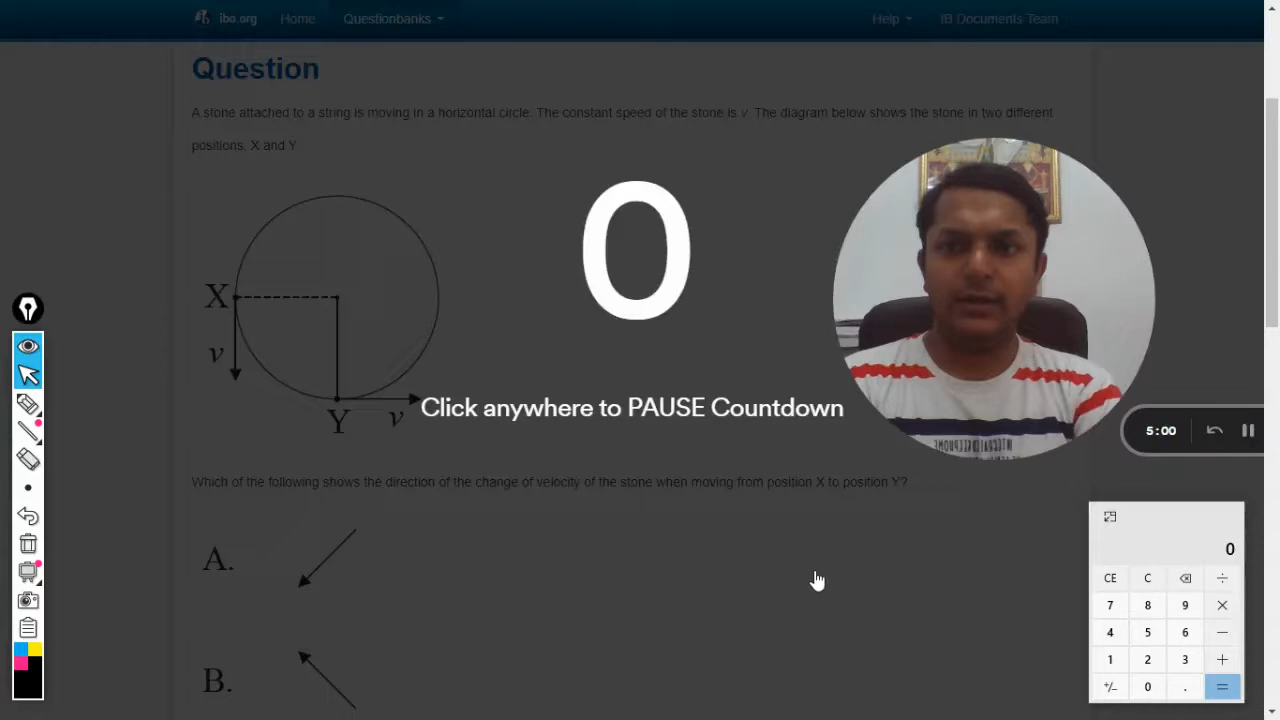 ibo.org Home Questionbanks Help IB Documents Team
Question
A stone attached to a string is moving in a horizontal circle. The constant speed of the stone is v. The diagram below shows the stone in two different
positions, X and Y
0
X
v
Click anywhere to PAUSE Countdown
Y v
5:00
Which of the following shows the direction of the change of velocity of the stone when moving from position X to position Y?
A.
B.
0
CE C ÷
7 8 9 ×
4 5 6 −
1 2 3 +
+/− 0 . =